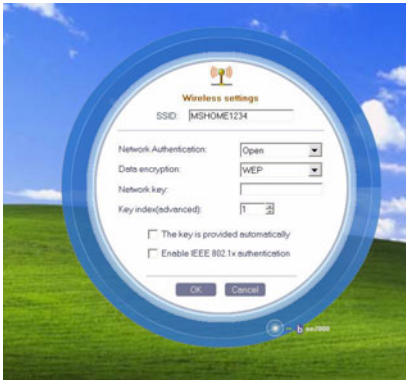 Wireless settings
SSID: MSHOME1234
Network Authentication: Open
Data encryption: WEP
Network key:
Key index(advanced): 1
The key is provided automatically
Enable IEEE 802.1x authentication
OK Cancel